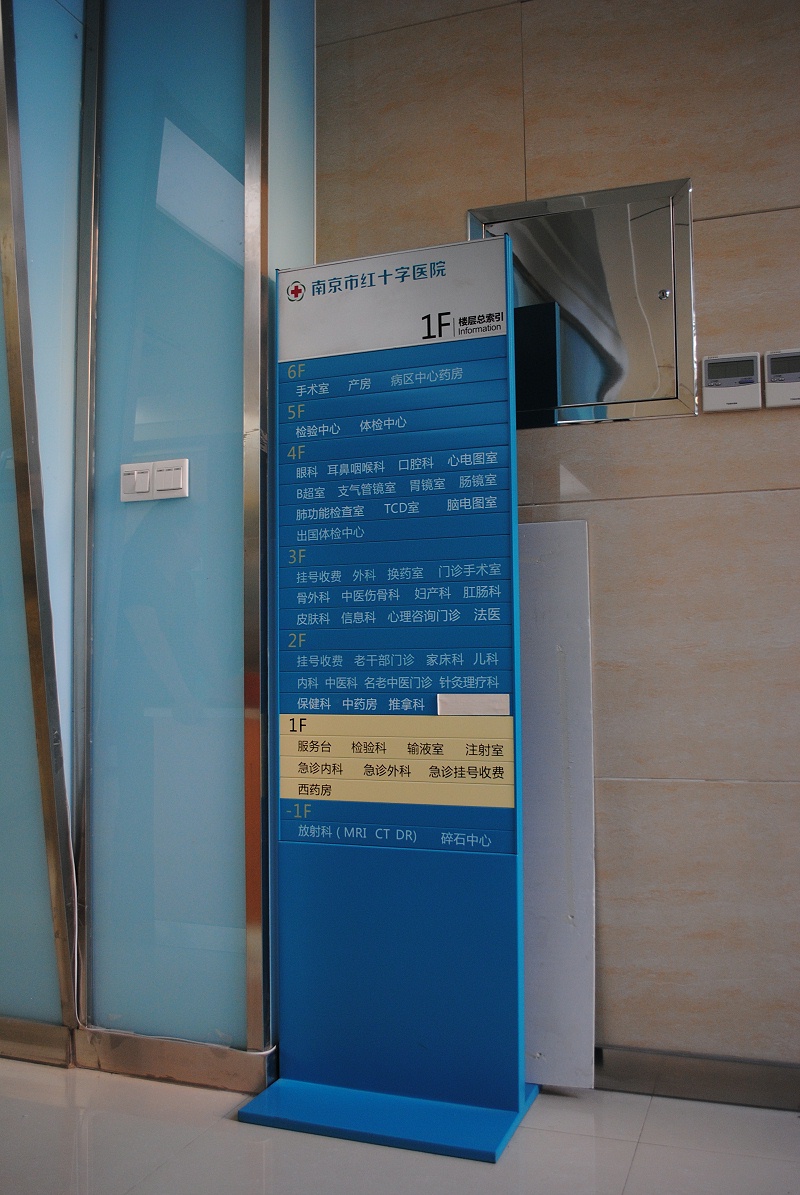 南京市红十字医院
1F 楼层总索引
Information
6F
手术室 产房 病区中心药房
5F
检验中心 体检中心
4F
眼科 耳鼻咽喉科 口腔科 心电图室
B超室 支气管镜室 胃镜室 肠镜室
肺功能检查室 TCD室 脑电图室
出国体检中心
3F
挂号收费 外科 换药室 门诊手术室
骨外科 中医伤骨科 妇产科 肛肠科
皮肤科 信息科 心理咨询门诊 法医
2F
挂号收费 老干部门诊 家床科 儿科
内科 中医科 名老中医门诊 针灸理疗科
保健科 中药房 推拿科
1F
服务台 检验科 输液室 注射室
急诊内科 急诊外科 急诊挂号收费
西药房
-1F
放射科 (MRI CT DR) 碎石中心